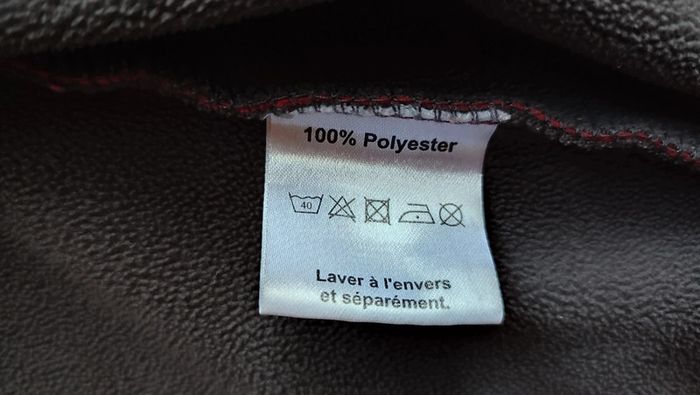 100% Polyester
40
Laver à l'envers
et séparément.